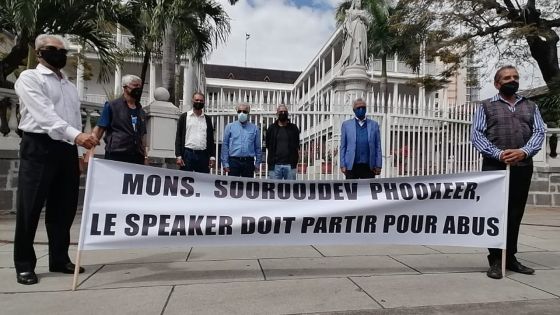 MONS. SOOROOJDEV PHOOKEER,
LE SPEAKER DOIT PARTIR POUR ABUS